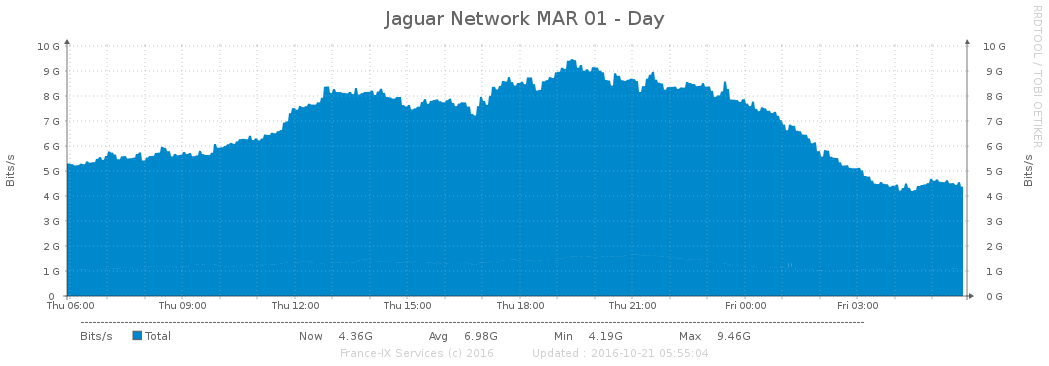 Jaguar Network MAR 01 - Day
RRDTOOL / TOBI OETIKER
Bits/s
10 G
9 G
8 G
7 G
6 G
5 G
4 G
3 G
2 G
1 G
0
10 G
9 G
8 G
7 G
6 G
5 G
4 G
3 G
2 G
1 G
0 G
Bits/s
Thu 06:00 Thu 09:00 Thu 12:00 Thu 15:00 Thu 18:00 Thu 21:00 Fri 00:00 Fri 03:00
Bits/s Total Now 4.36G Avg 6.98G Min 4.19G Max 9.46G
France-IX Services (c) 2016 Updated : 2016-10-21 05:55:04